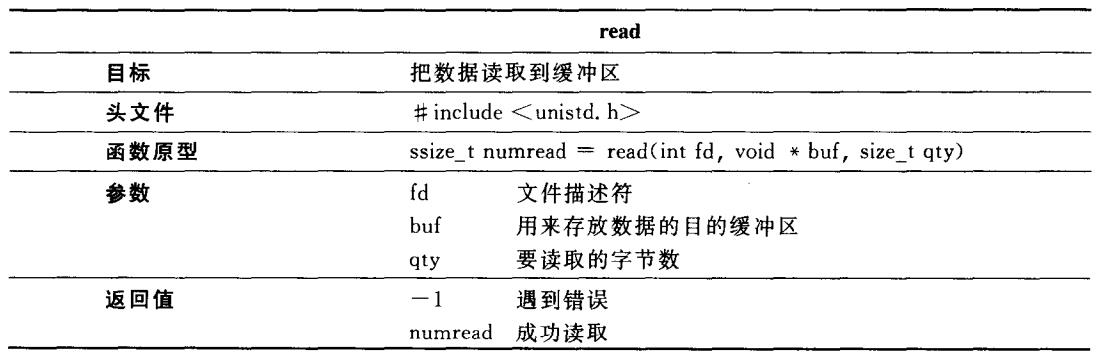 read
目标 把数据读取到缓冲区
头文件 #include <unistd.h>
函数原型 ssize_t numread = read(int fd, void * buf, size_t qty)
参数 fd 文件描述符
buf 用来存放数据的目的缓冲区
qty 要读取的字节数
返回值 -1 遇到错误
numread 成功读取